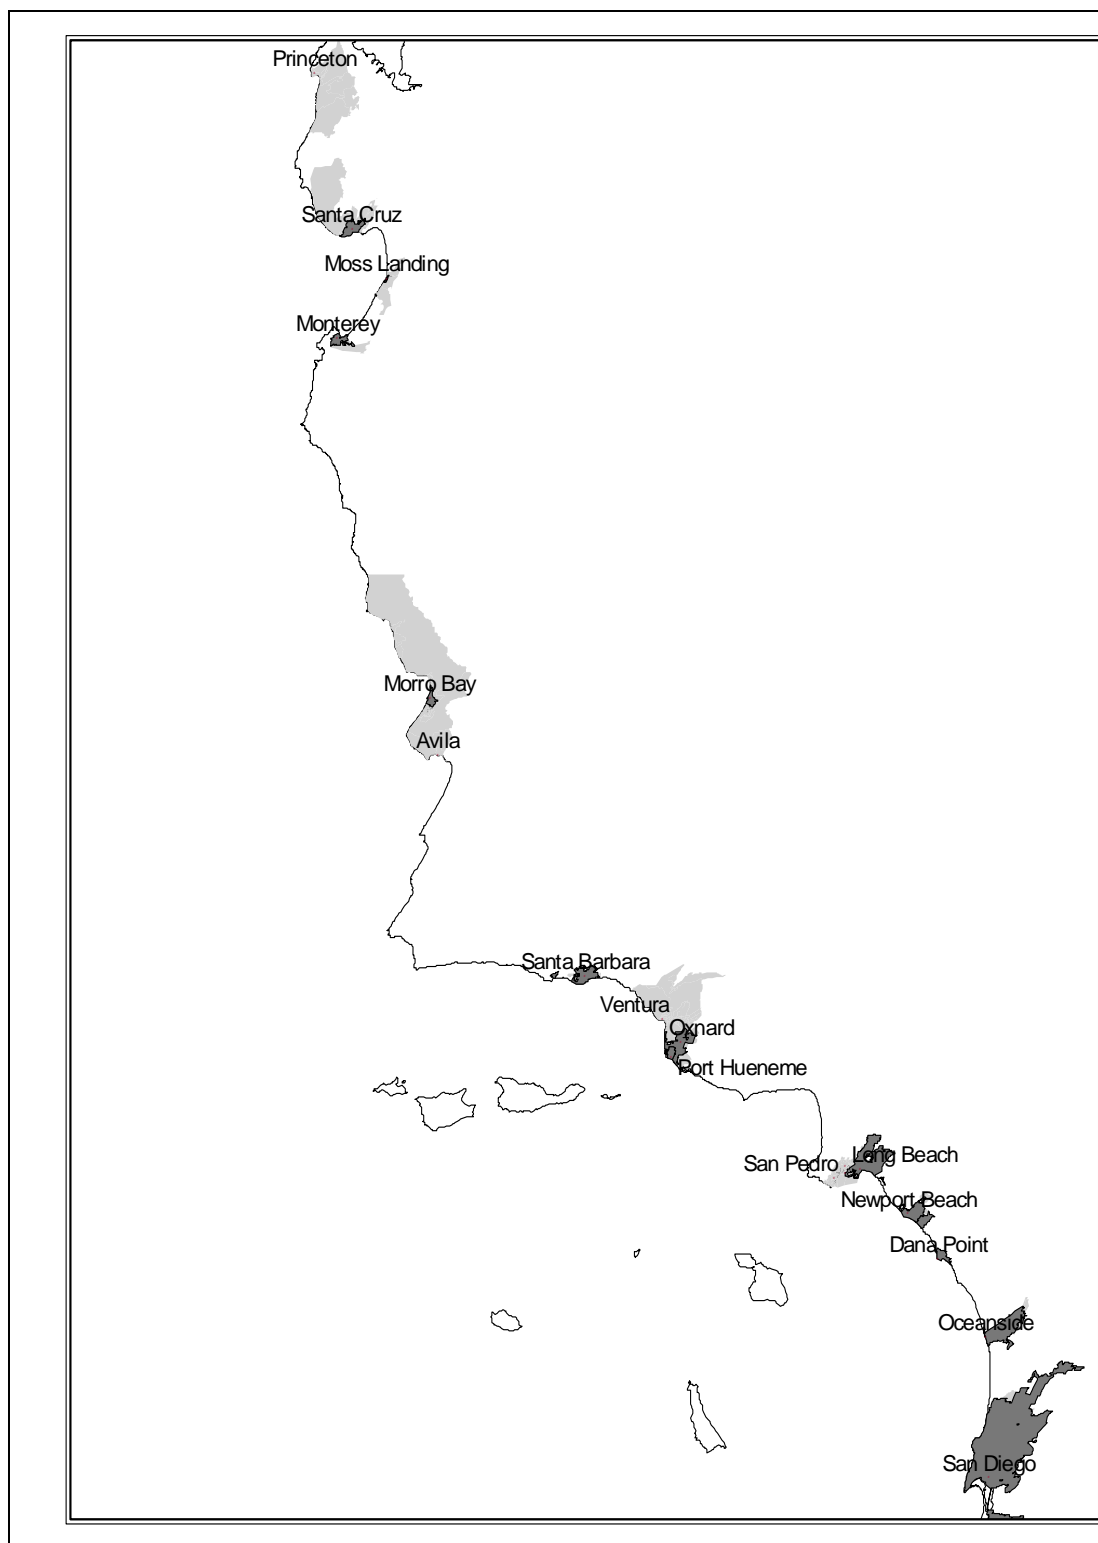 Princeton
Santa Cruz
Moss Landing
Monterey
Morro Bay
Avila
Santa Barbara
Ventura
Oxnard
Port Hueneme
Long Beach
San Pedro
Newport Beach
Dana Point
Oceanside
San Diego